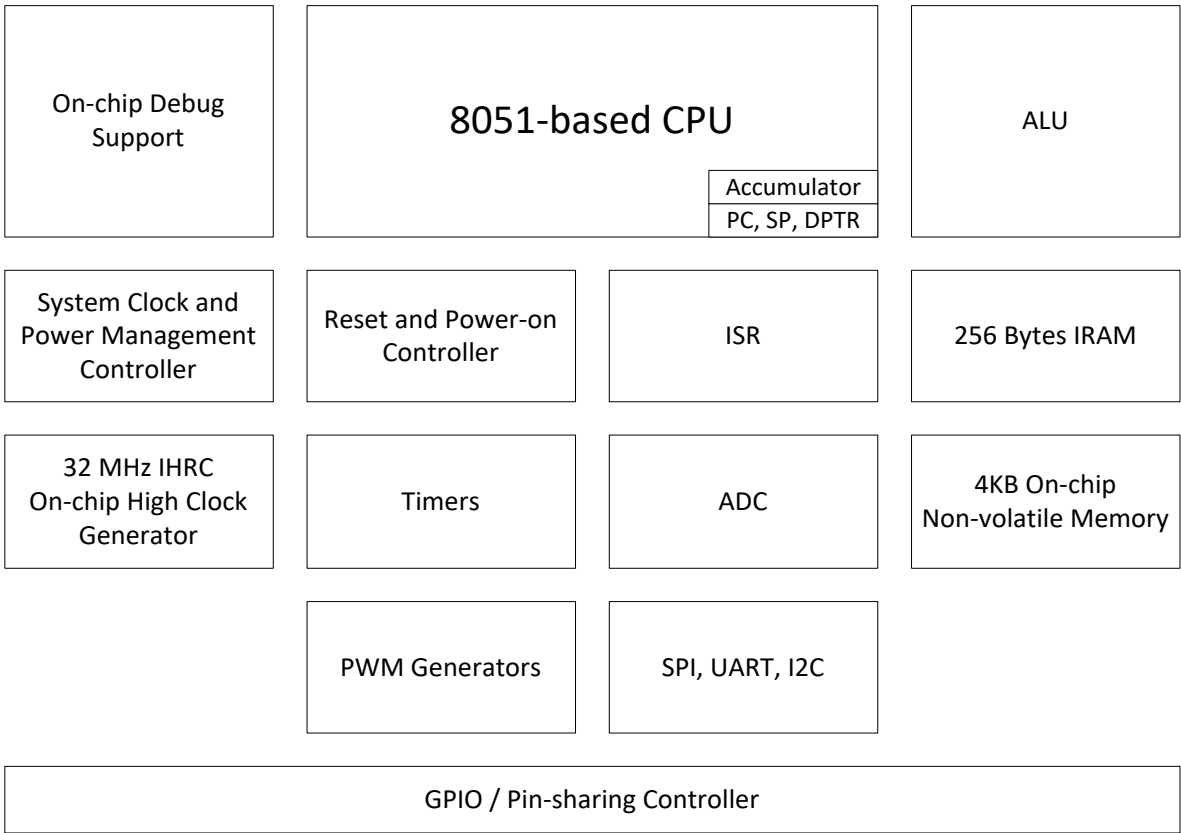 On-chip Debug
Support
8051-based CPU
Accumulator
PC, SP, DPTR
ALU
System Clock and
Power Management
Controller
Reset and Power-on
Controller
ISR
256 Bytes IRAM
32 MHz IHRC
On-chip High Clock
Generator
Timers
ADC
4KB On-chip
Non-volatile Memory
PWM Generators
SPI, UART, I2C
GPIO / Pin-sharing Controller